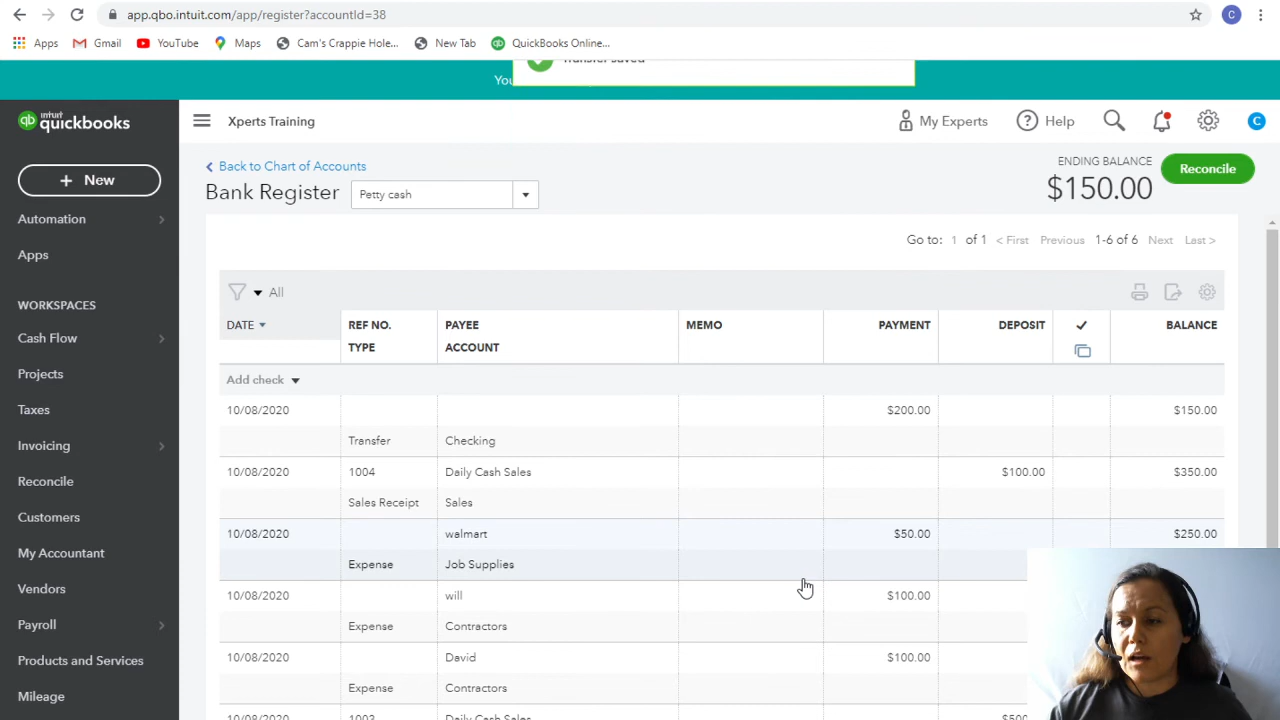 app.qbo.intuit.com/app/register?accountId=38
C
Apps Gmail YouTube Maps Cam's Crappie Hole... New Tab QuickBooks Online...
Transfer saved
You
qb intuit quickbooks
Xperts Training
My Experts ? Help C
+ New
Automation
Apps
WORKSPACES
Cash Flow
Projects
Taxes
Invoicing
Reconcile
Customers
My Accountant
Vendors
Payroll
Products and Services
Mileage
Back to Chart of Accounts
Bank Register Petty cash
ENDING BALANCE
$150.00
Reconcile
Go to: 1 of 1 < First Previous 1-6 of 6 Next Last >
All
DATE REF NO. PAYEE MEMO PAYMENT DEPOSIT ✓ BALANCE
TYPE ACCOUNT
Add check
10/08/2020 $200.00 $150.00
Transfer Checking
10/08/2020 1004 Daily Cash Sales $100.00 $350.00
Sales Receipt Sales
10/08/2020 walmart $50.00 $250.00
Expense Job Supplies
10/08/2020 will $100.00
Expense Contractors
10/08/2020 David $100.00
Expense Contractors
10/08/2020 1003 Daily Cash Sales